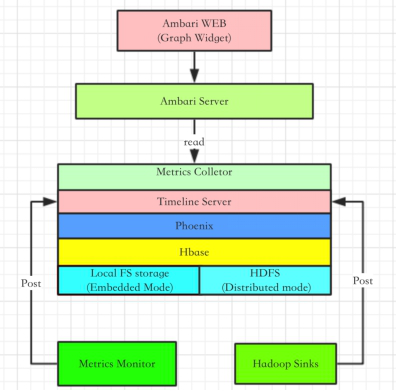 Ambari WEB
(Graph Widget)
Ambari Server
read
Metrics Colletor
Timeline Server
Phoenix
Hbase
Local FS storage
(Embedded Mode)
HDFS
(Distributed mode)
Post
Post
Metrics Monitor
Hadoop Sinks